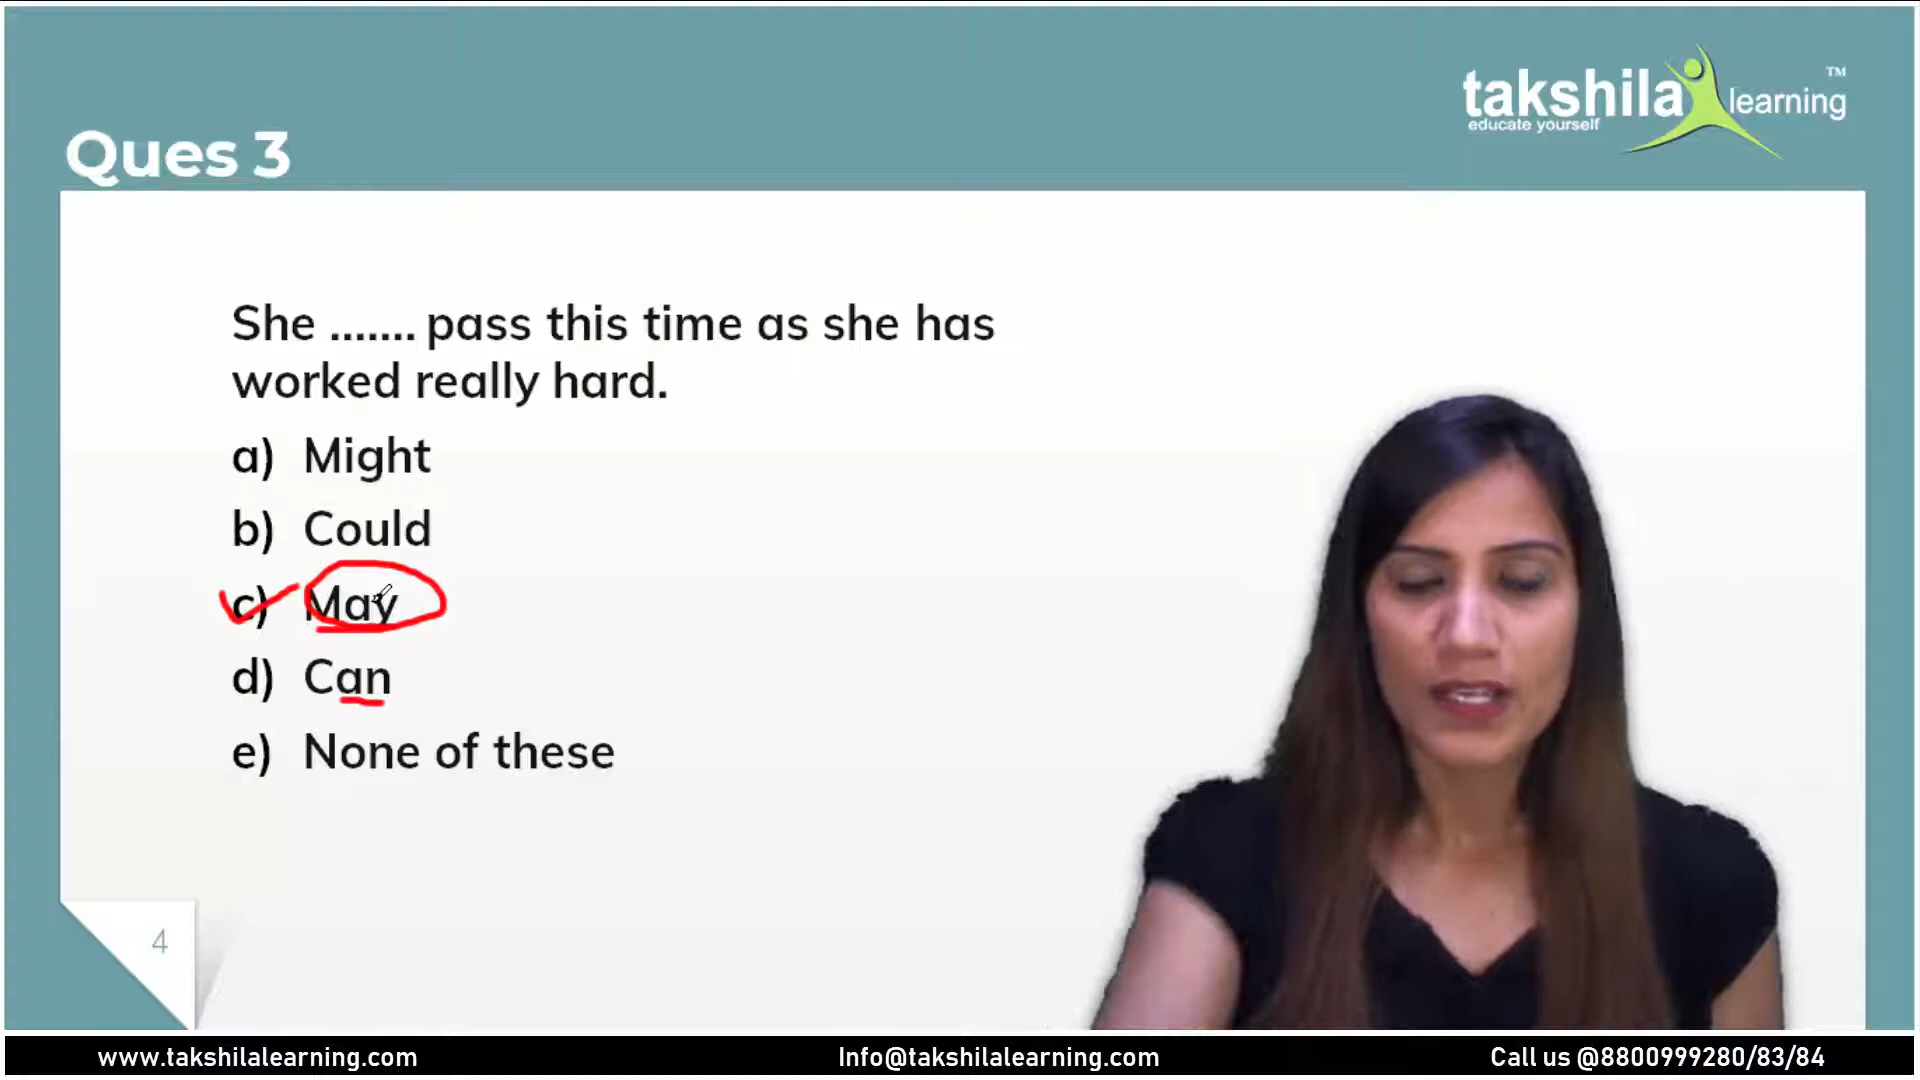 takshila learning ™
educate yourself
Ques 3
She ....... pass this time as she has
worked really hard.
a) Might
b) Could
c) May
d) Can
e) None of these
4
www.takshilalearning.com Info@takshilalearning.com Call us @8800999280/83/84